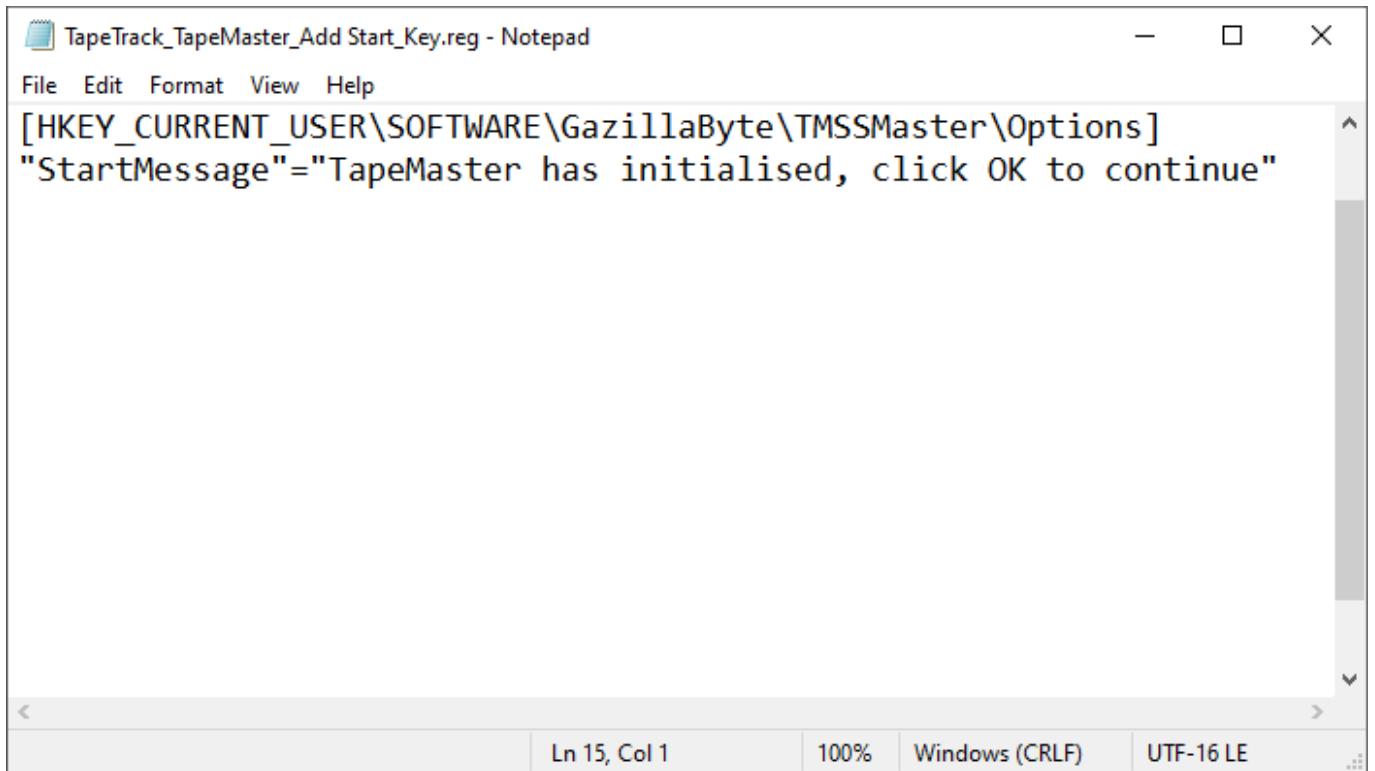 TapeTrack_TapeMaster_Add Start_Key.reg - Notepad
File Edit Format View Help
[HKEY_CURRENT_USER\SOFTWARE\GazillaByte\TMSSMaster\Options]
"StartMessage"="TapeMaster has initialised, click OK to continue"
Ln 15, Col 1 100% Windows (CRLF) UTF-16 LE